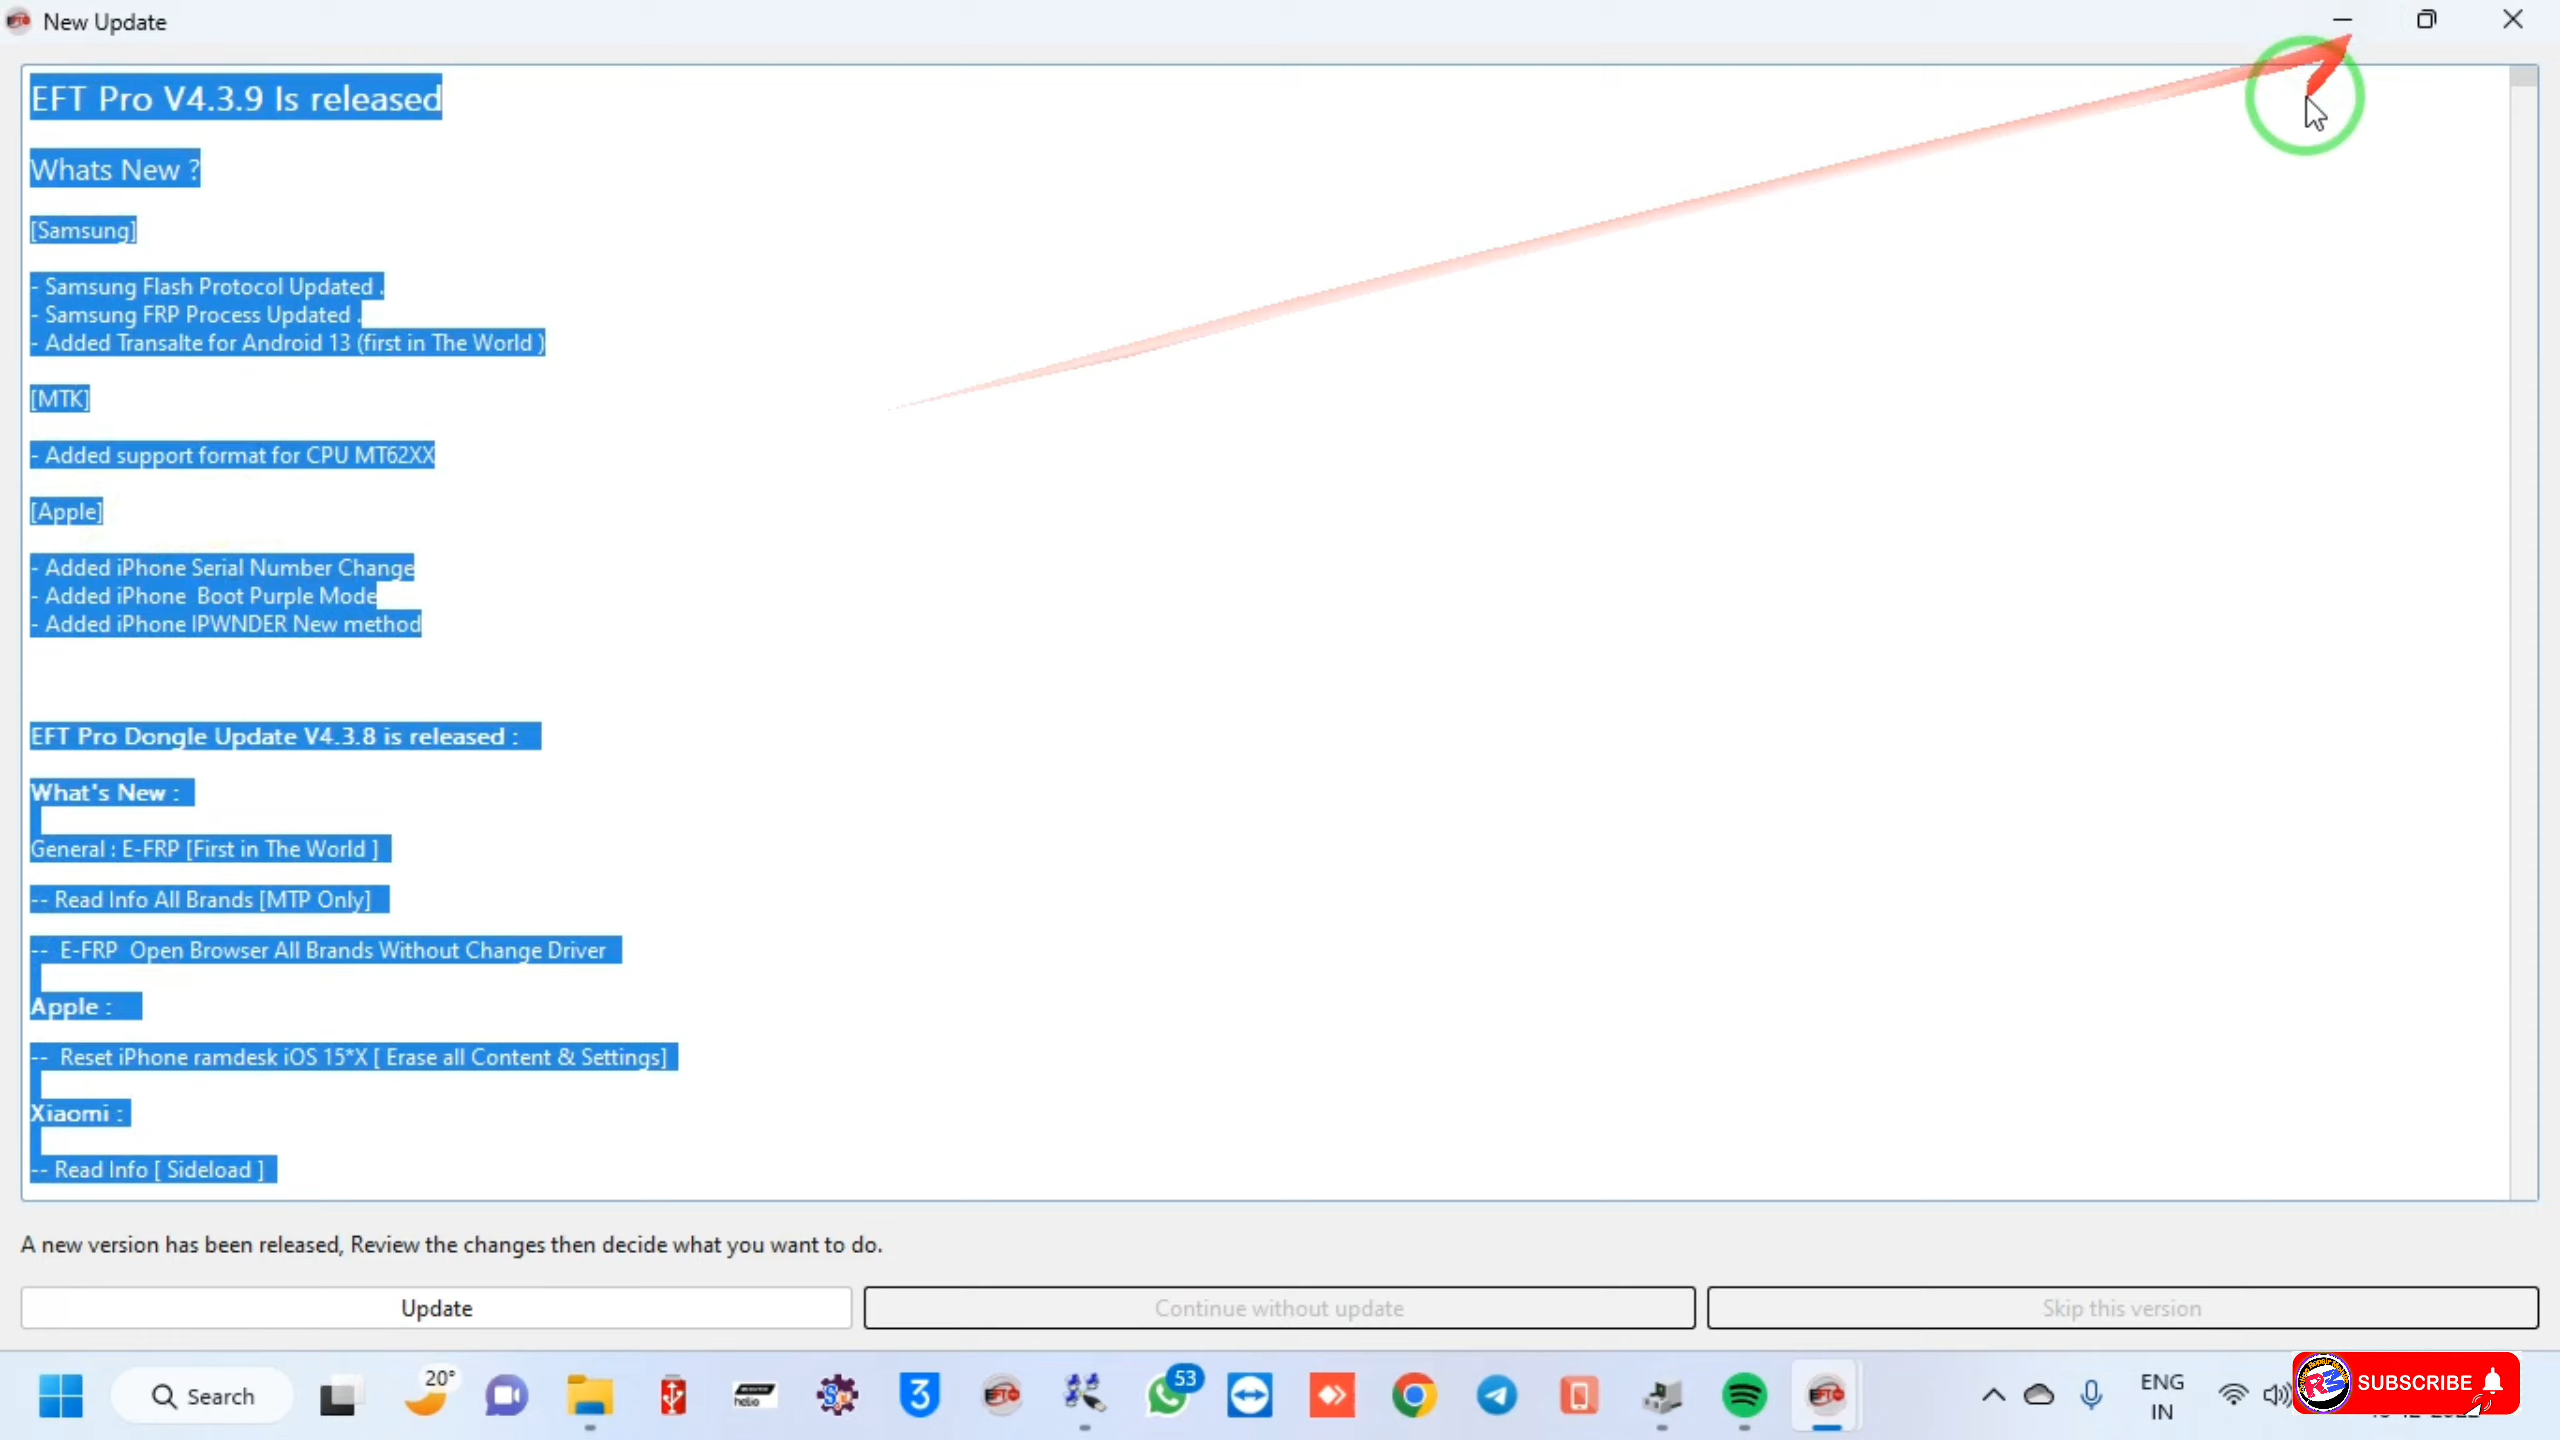 New Update
EFT Pro V4.3.9 Is released
Whats New ?
[Samsung]
- Samsung Flash Protocol Updated .
- Samsung FRP Process Updated .
- Added Transalte for Android 13 (first in The World )
[MTK]
- Added support format for CPU MT62XX
[Apple]
- Added iPhone Serial Number Change
- Added iPhone  Boot Purple Mode
- Added iPhone IPWNDER New method
EFT Pro Dongle Update V4.3.8 is released :
What's New :
General : E-FRP [First in The World ]
-- Read Info All Brands [MTP Only]
--  E-FRP  Open Browser All Brands Without Change Driver
Apple :
--  Reset iPhone ramdesk iOS 15*X [ Erase all Content & Settings]
Xiaomi :
-- Read Info [ Sideload ]
A new version has been released, Review the changes then decide what you want to do.
Update
Continue without update
Skip this version
Search
20°
helio
3
EFT
53
EFT
ENG
IN
SUBSCRIBE